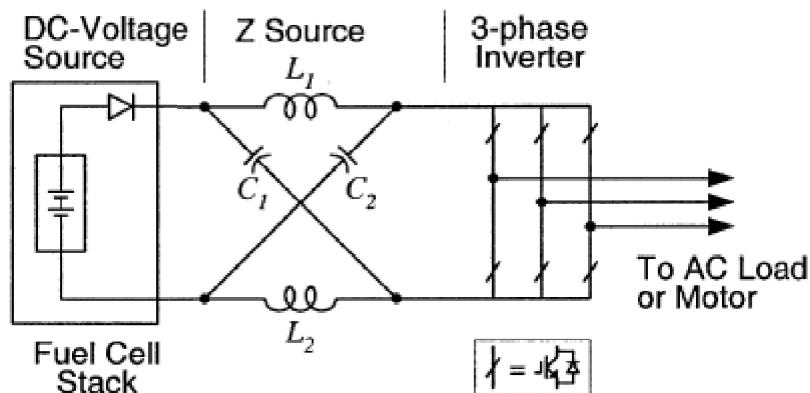 DC-Voltage
Source
Z Source
3-phase
Inverter
L1
C1
C2
L2
To AC Load
or Motor
Fuel Cell
Stack
=